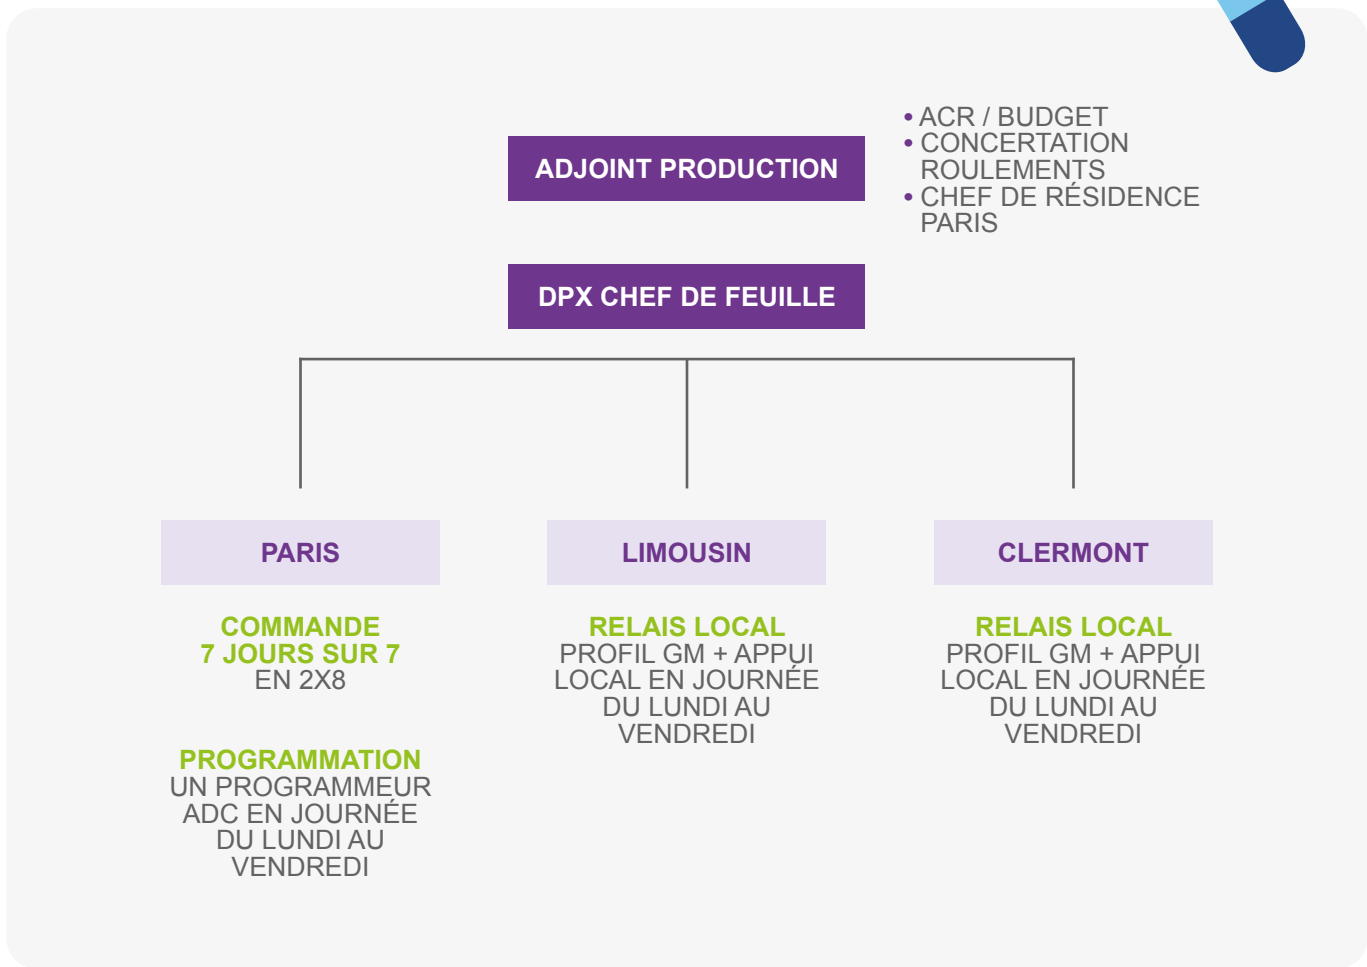 ADJOINT PRODUCTION
• ACR / BUDGET
• CONCERTATION
ROULEMENTS
• CHEF DE RÉSIDENCE
PARIS
DPX CHEF DE FEUILLE
PARIS
COMMANDE
7 JOURS SUR 7
EN 2X8
PROGRAMMATION
UN PROGRAMMEUR
ADC EN JOURNÉE
DU LUNDI AU
VENDREDI
LIMOUSIN
RELAIS LOCAL
PROFIL GM + APPUI
LOCAL EN JOURNÉE
DU LUNDI AU
VENDREDI
CLERMONT
RELAIS LOCAL
PROFIL GM + APPUI
LOCAL EN JOURNÉE
DU LUNDI AU
VENDREDI